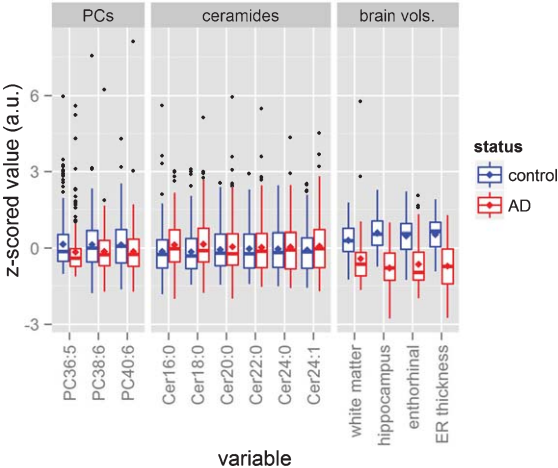 PCs
ceramides
brain vols.
z-scored value (a.u.)
6
3
0
-3
status
control
AD
PC36:5
PC38:6
PC40:6
Cer16:0
Cer18:0
Cer20:0
Cer22:0
Cer24:0
Cer24:1
white matter
hippocampus
enthorhinal
ER thickness
variable